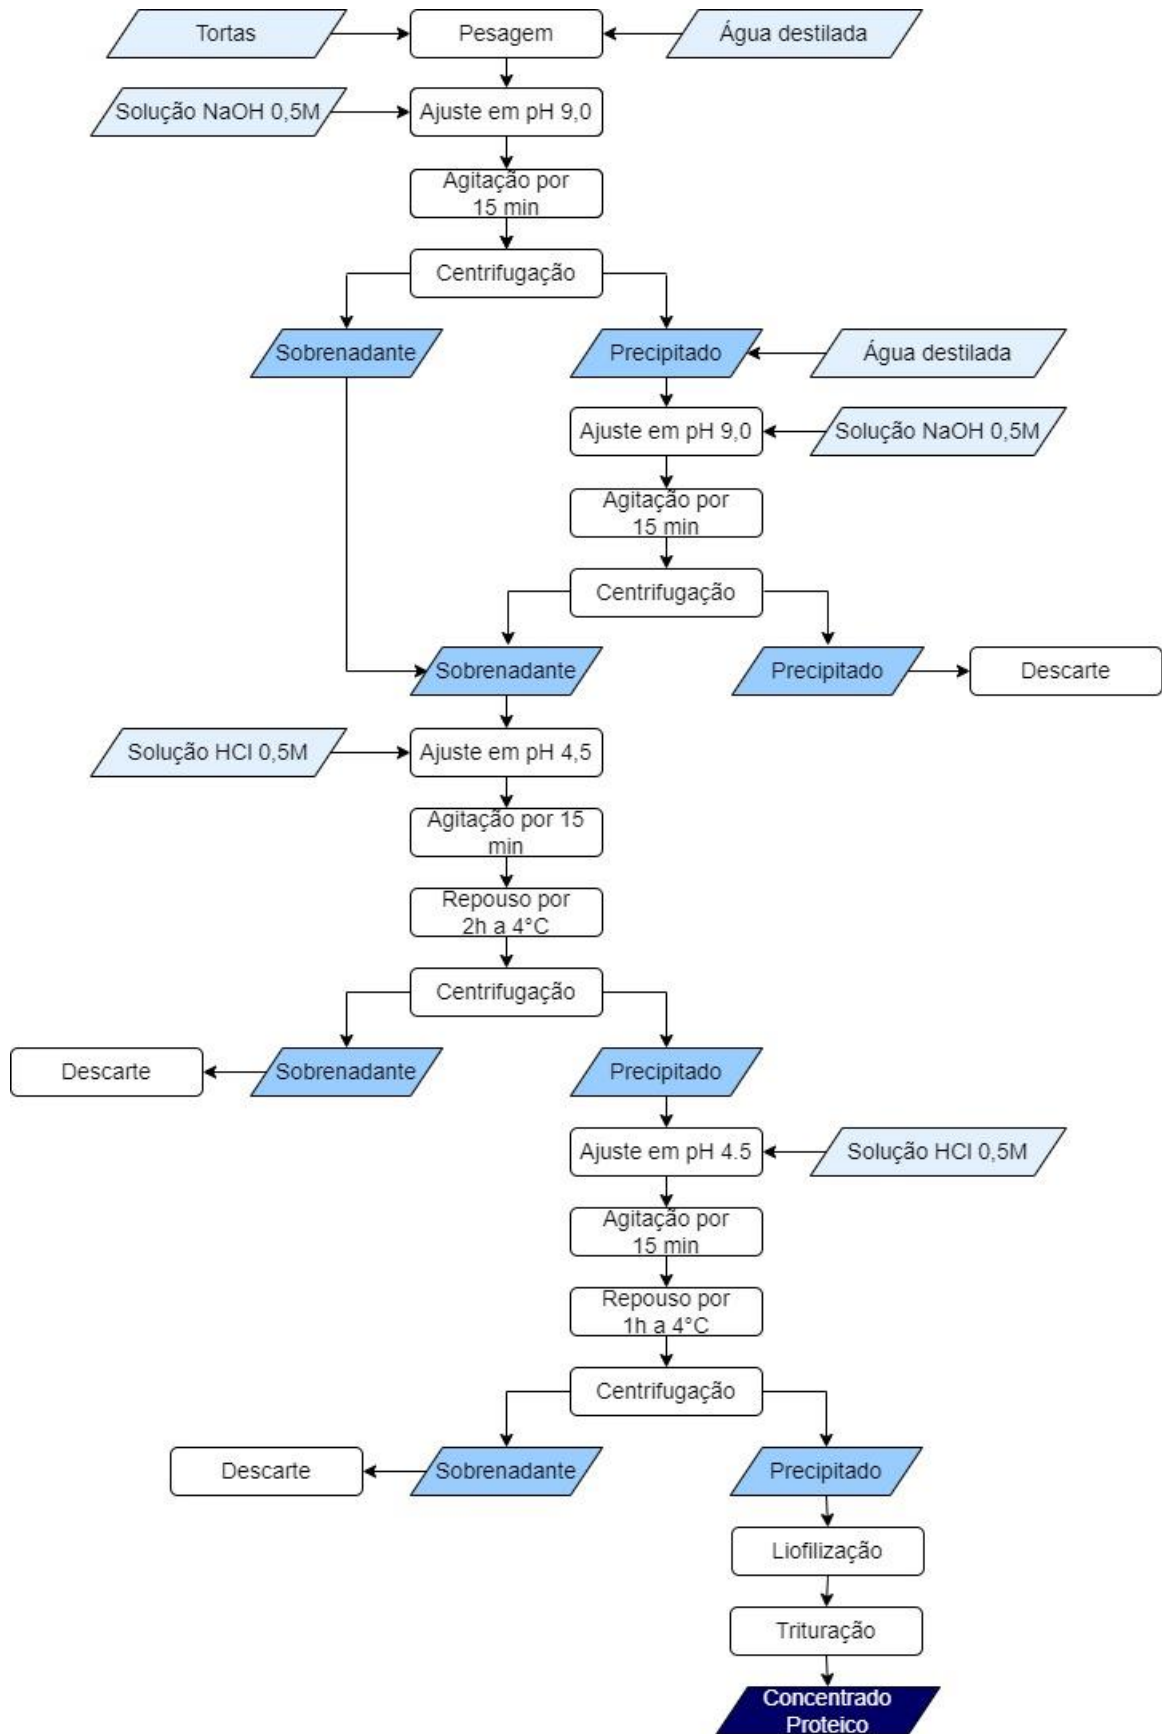 Tortas
Pesagem
Água destilada
Solução NaOH 0,5M
Ajuste em pH 9,0
Agitação por
15 min
Centrifugação
Sobrenadante
Precipitado
Água destilada
Ajuste em pH 9,0
Solução NaOH 0,5M
Agitação por
15 min
Centrifugação
Sobrenadante
Precipitado
Descarte
Solução HCl 0,5M
Ajuste em pH 4,5
Agitação por 15
min
Repouso por
2h a 4°C
Centrifugação
Descarte
Sobrenadante
Precipitado
Ajuste em pH 4.5
Solução HCl 0,5M
Agitação por
15 min
Repouso por
1h a 4°C
Centrifugação
Descarte
Sobrenadante
Precipitado
Liofilização
Trituração
Concentrado
Proteico